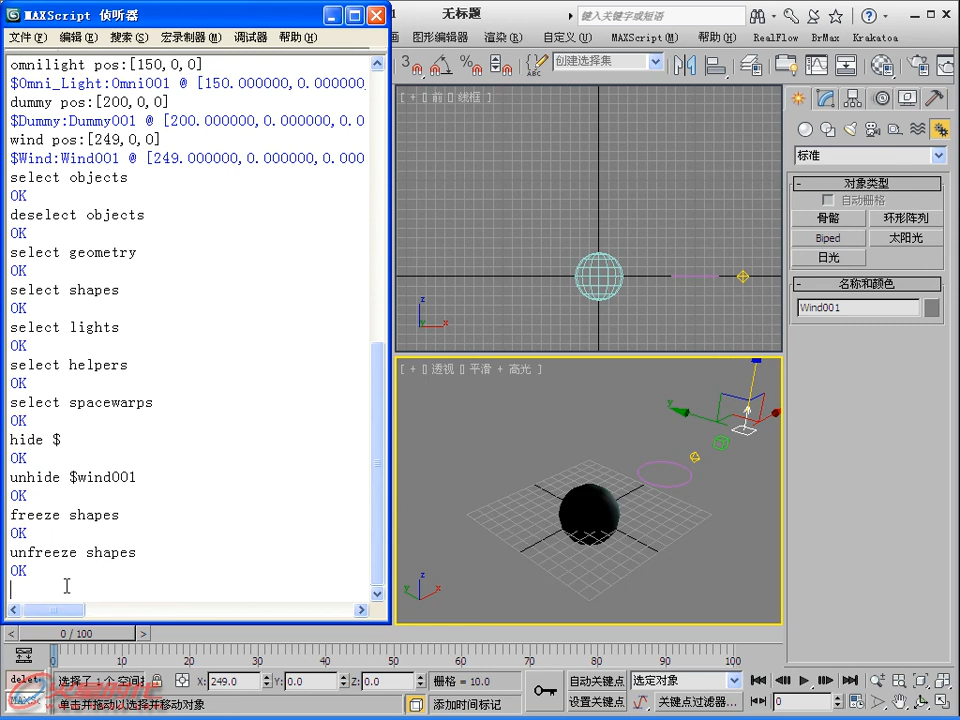 MAXScript 侦听器
无标题
键入关键字或短语
文件(F) 编辑(E) 搜索(S) 宏录制器(M) 调试器 帮助(H)
图形编辑器 渲染(R) 自定义(U) MAXScript(M) 帮助(H) RealFlow BrMax Krakatoa
创建选择集
omnilight pos:[150,0,0]
$Omni_Light:Omni001 @ [150.000000,0.000000,
dummy pos:[200,0,0]
$Dummy:Dummy001 @ [200.000000,0.000000,0.0
wind pos:[249,0,0]
$Wind:Wind001 @ [249.000000,0.000000,0.000
select objects
OK
deselect objects
OK
select geometry
OK
select shapes
OK
select lights
OK
select helpers
OK
select spacewarps
OK
hide $
OK
unhide $wind001
OK
freeze shapes
OK
unfreeze shapes
OK
[ + [] 前 [] 线框 ]
z
x
[ + [] 透视 [] 平滑 + 高光 ]
y
z
x
y
标准
- 对象类型
自动栅格
骨骼 环形阵列
Biped 太阳光
日光
- 名称和颜色
Wind001
< 0 / 100 >
0 10 20 30 40 50 60 70 80 90 100
delet 选择了 1 个空间 X: 249.0 Y: 0.0 Z: 0.0 栅格 = 10.0 自动关键点 选定对象
MAXSc 单击并拖动以选择并移动对象 添加时间标记 设置关键点 关键点过滤器... 0